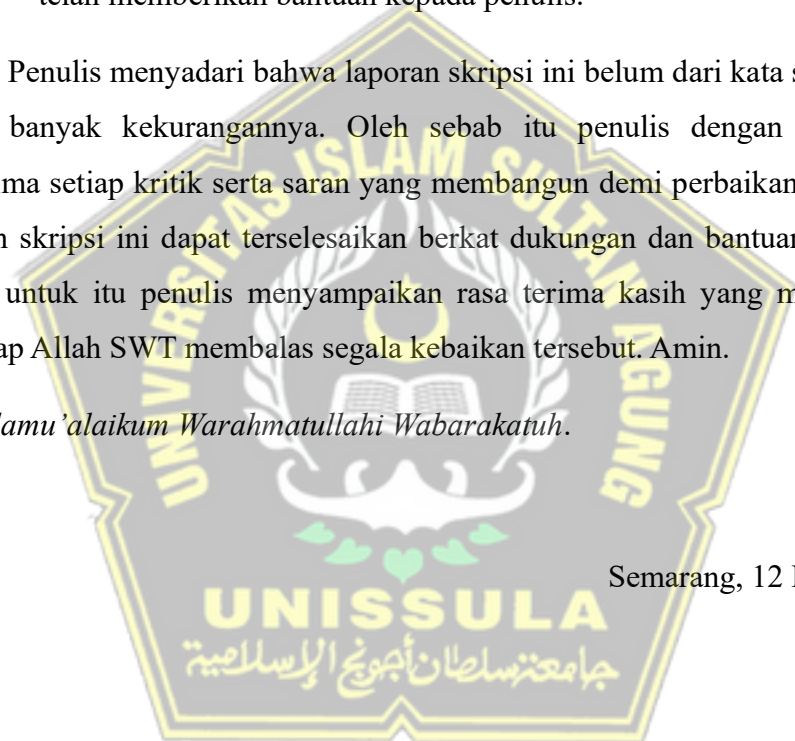 telah memberikan bantuan kepada penulis.
Penulis menyadari bahwa laporan skripsi ini belum dari kata s
banyak kekurangannya. Oleh sebab itu penulis dengan
ma setiap kritik serta saran yang membangun demi perbaikan
n skripsi ini dapat terselesaikan berkat dukungan dan bantuan
untuk itu penulis menyampaikan rasa terima kasih yang m
ap Allah SWT membalas segala kebaikan tersebut. Amin.
lamu’alaikum Warahmatullahi Wabarakatuh.
Semarang, 12
UNIVERSITAS ISLAM SULTAN AGUNG
UNISSULA
جامعة سلطان أجونج الإسلامية